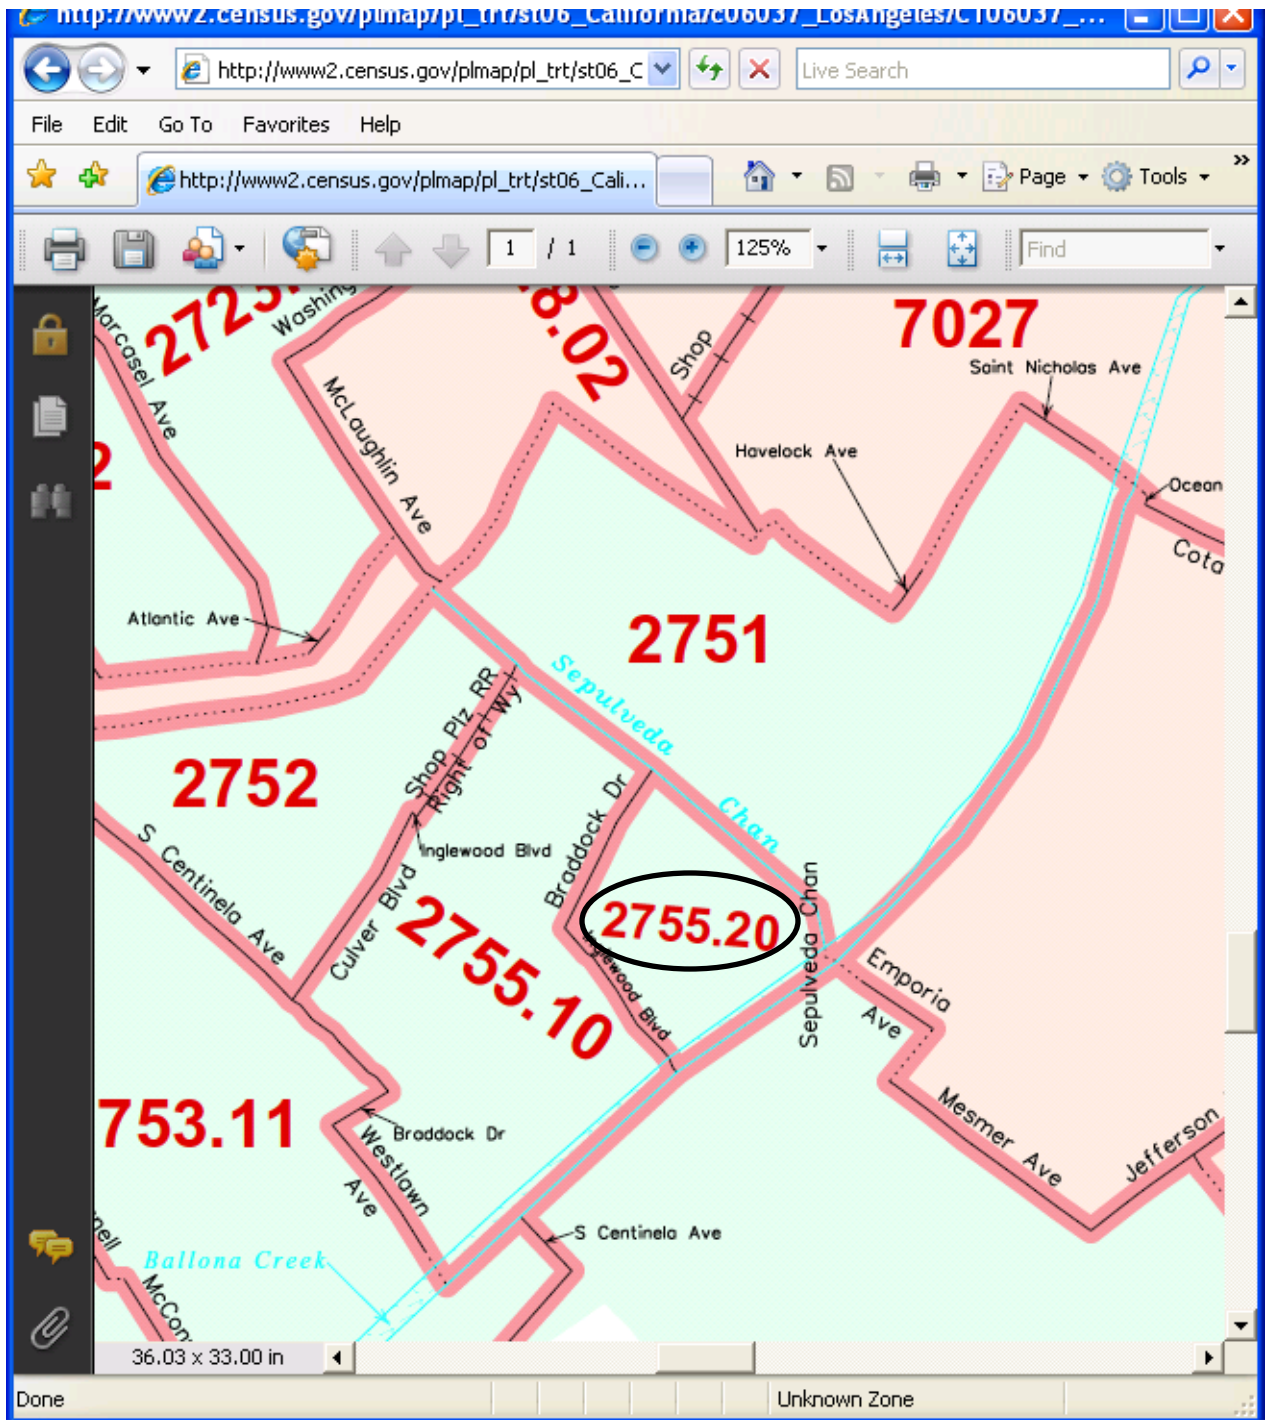 http://www2.census.gov/plmap/pl_trt/st06_California/c06037_LosAngeles/CT06037_...
http://www2.census.gov/plmap/pl_trt/st06_C
Live Search
File Edit Go To Favorites Help
http://www2.census.gov/plmap/pl_trt/st06_Cali...
Page Tools »
1 / 1 125% Find
Marcasel Ave
Washing
McLaughlin Ave
8.02
Shop
7027
Saint Nicholas Ave
Havelock Ave
Ocean
Cota
2
Atlantic Ave
2751
Sepulveda Chan
Shop Plz RR
Right of Wy
2752
S Centinela Ave
Culver Blvd
Inglewood Blvd
Braddock Dr
2755.10
2755.20
Inglewood Blvd
Sepulveda Chan
Emporia Ave
753.11
Braddock Dr
Westlawn Ave
Mesmer Ave
Jefferson
S Centinela Ave
Ballona Creek
nell
McCon
36.03 x 33.00 in
Done
Unknown Zone